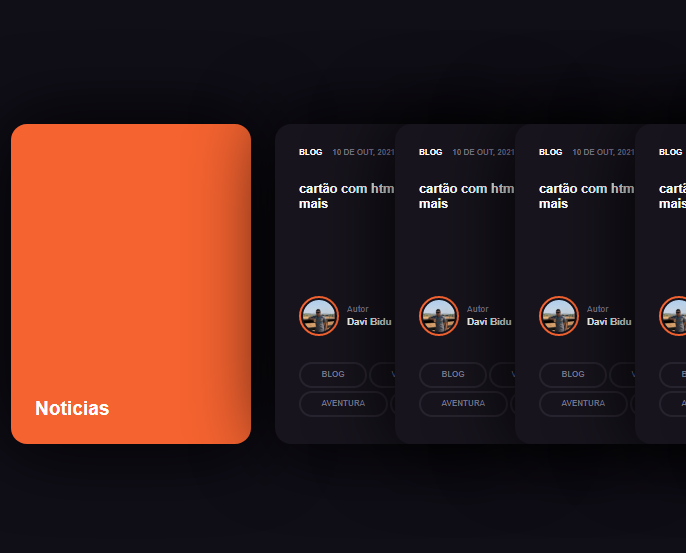 Noticias
BLOG 10 DE OUT, 2021
cartão com htm
mais
Autor
Davi Bidu
BLOG
AVENTURA
BLOG 10 DE OUT, 2021
cartão com htm
mais
Autor
Davi Bidu
BLOG
AVENTURA
BLOG 10 DE OUT, 2021
cartão com htm
mais
Autor
Davi Bidu
BLOG
AVENTURA
BLOG
cartã
mais